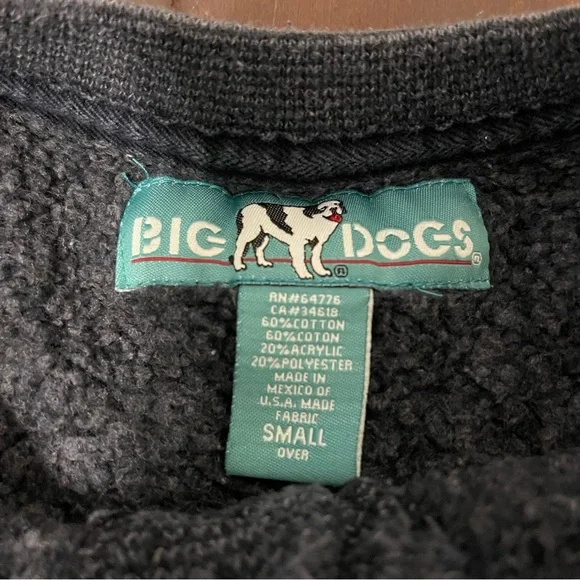 BIG DOGS
RN#64776
CA#34618
60%COTTON
60%COTON
20%ACRYLIC
20%POLYESTER
MADE IN
MEXICO OF
U.S.A. MADE
FABRIC
SMALL
OVER